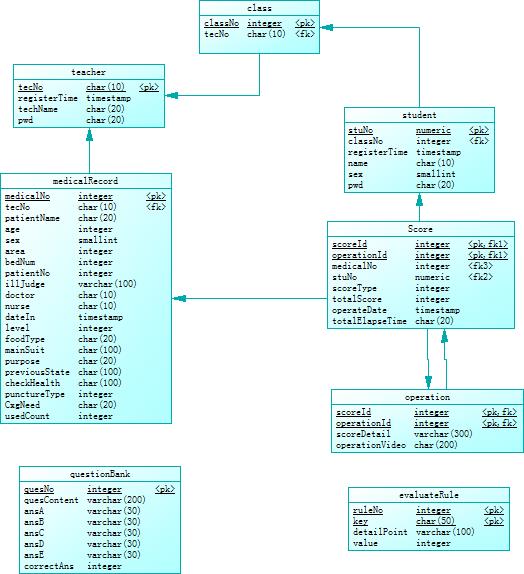 class
classNo integer <pk>
tecNo char(10) <fk>
teacher
tecNo char(10) <pk>
registerTime timestamp
techName char(20)
pwd char(20)
student
stuNo numeric <pk>
classNo integer <fk>
registerTime timestamp
name char(10)
sex smallint
pwd char(20)
medicalRecord
medicalNo integer <pk>
tecNo char(10) <fk>
patientName char(20)
age integer
sex smallint
area integer
bedNum integer
patientNo integer
illJudge varchar(100)
doctor char(10)
nurse char(10)
dateIn timestamp
level integer
foodType char(20)
mainSuit char(100)
purpose char(20)
previousState char(100)
checkHealth char(100)
punctureType integer
CxgNeed char(20)
usedCount integer
Score
scoreId integer <pk,fk1>
operationId integer <pk,fk1>
medicalNo integer <fk3>
stuNo numeric <fk2>
scoreType integer
totalScore integer
operateDate timestamp
totalElapseTime char(20)
operation
scoreId integer <pk,fk>
operationId integer <pk,fk>
scoreDetail varchar(300)
operationVideo char(200)
questionBank
quesNo integer <pk>
quesContent varchar(200)
ansA varchar(30)
ansB varchar(30)
ansC varchar(30)
ansD varchar(30)
ansE varchar(30)
correctAns integer
evaluateRule
ruleNo integer <pk>
key char(50) <pk>
detailPoint varchar(100)
value integer